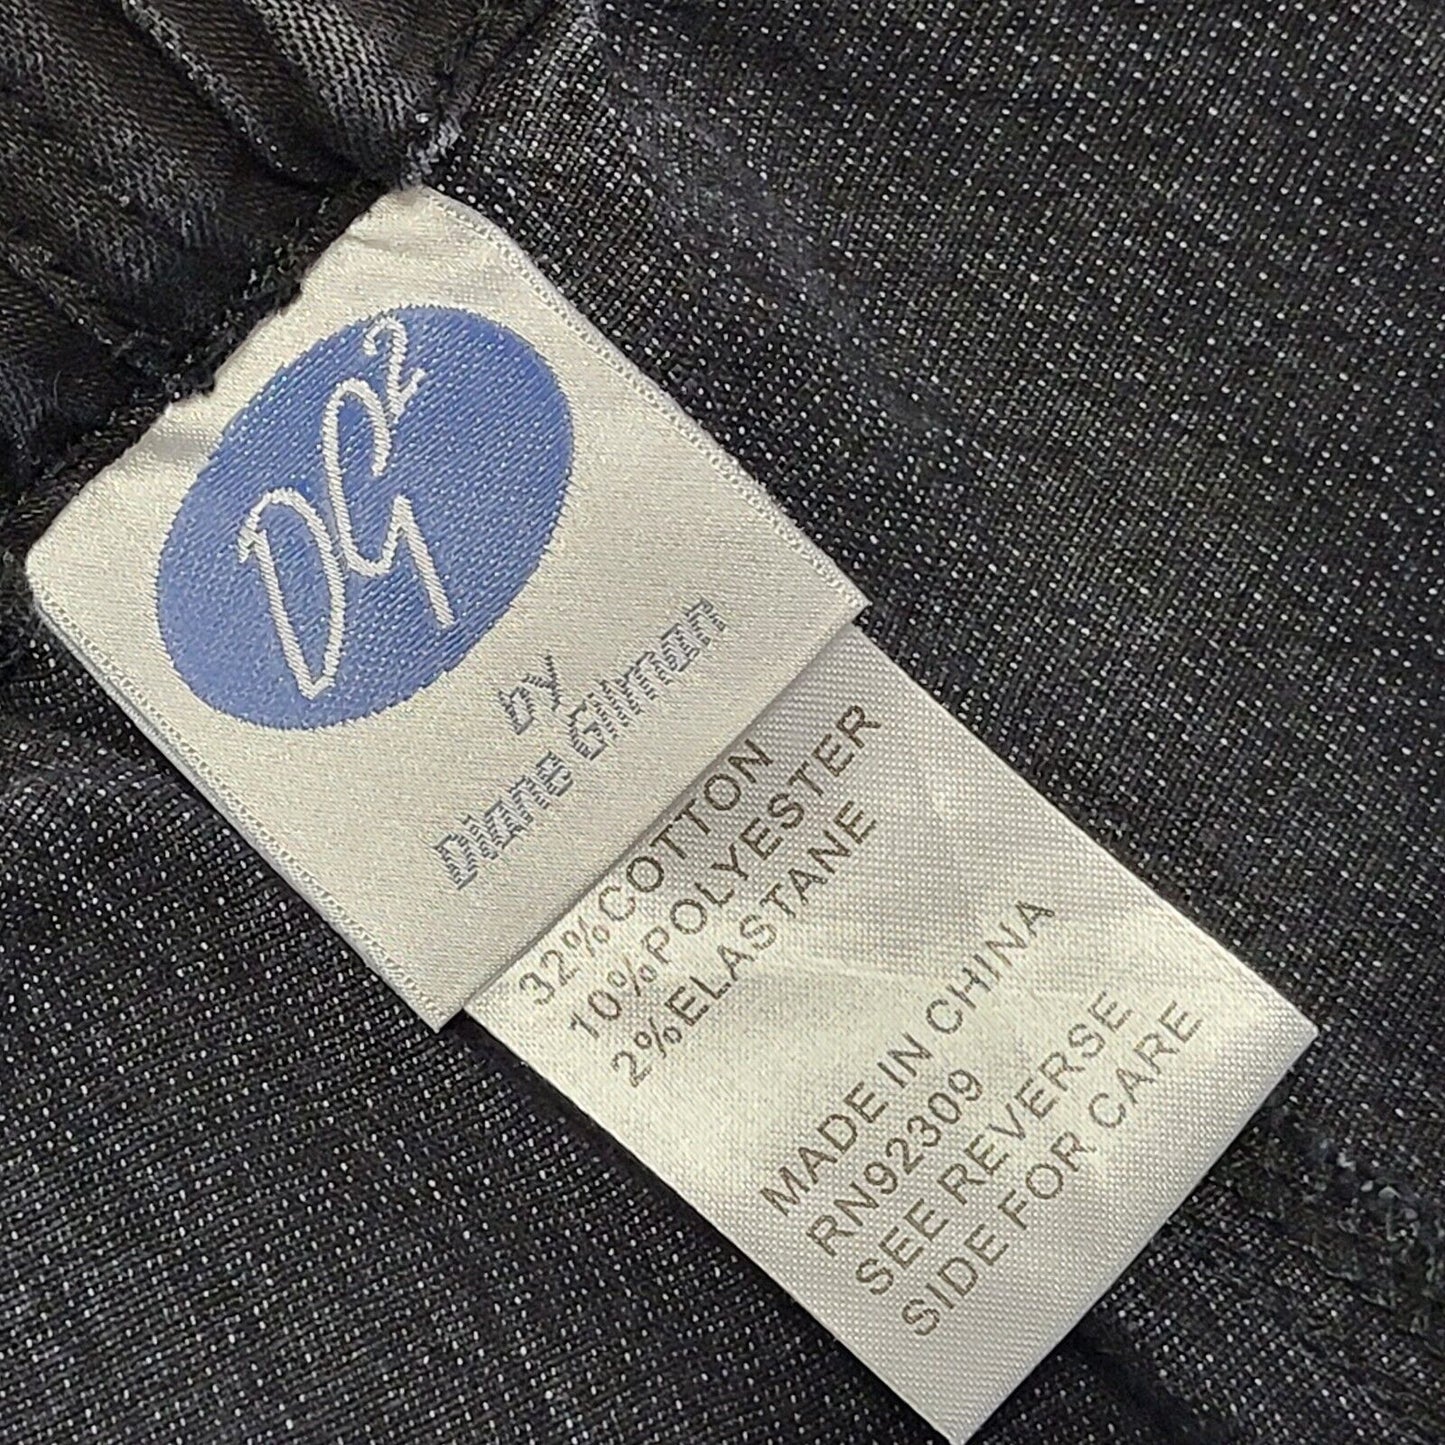 DG2
by
Diane Gilman
32%COTTON
10%POLYESTER
2%ELASTANE
MADE IN CHINA
RN92309
SEE REVERSE
SIDE FOR CARE